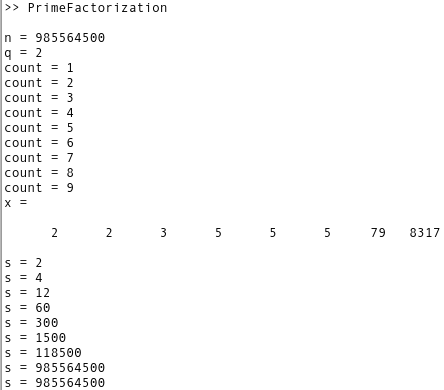 >> PrimeFactorization
n = 985564500
q = 2
count = 1
count = 2
count = 3
count = 4
count = 5
count = 6
count = 7
count = 8
count = 9
x =
2 2 3 5 5 5 79 8317
s = 2
s = 4
s = 12
s = 60
s = 300
s = 1500
s = 118500
s = 985564500
s = 985564500